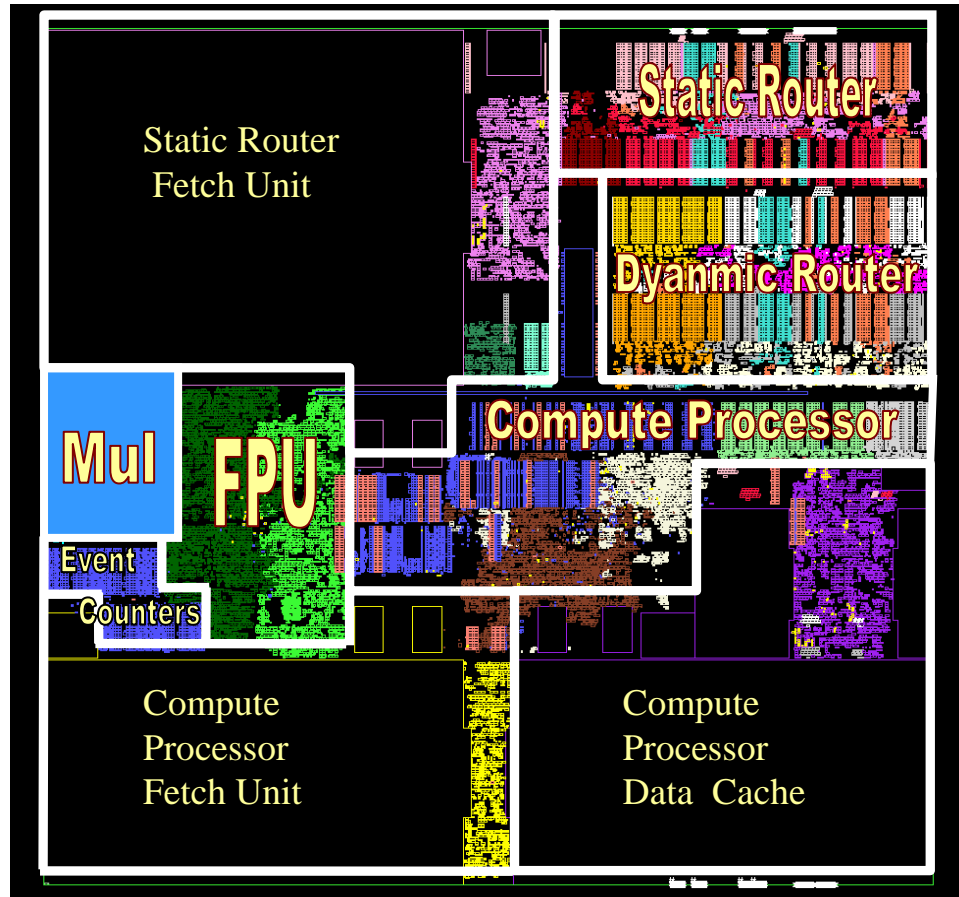 Static Router
Static Router
Fetch Unit
Dyanmic Router
Compute Processor
Mul
FPU
Event
Counters
Compute
Processor
Fetch Unit
Compute
Processor
Data Cache